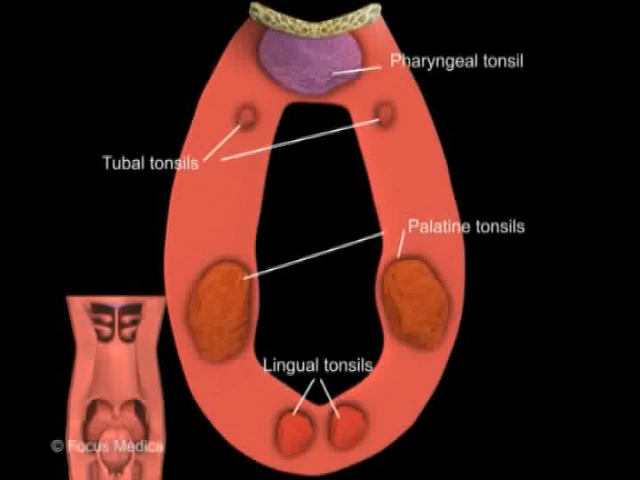 Pharyngeal tonsil
Tubal tonsils
Palatine tonsils
Lingual tonsils
© Focus Medica